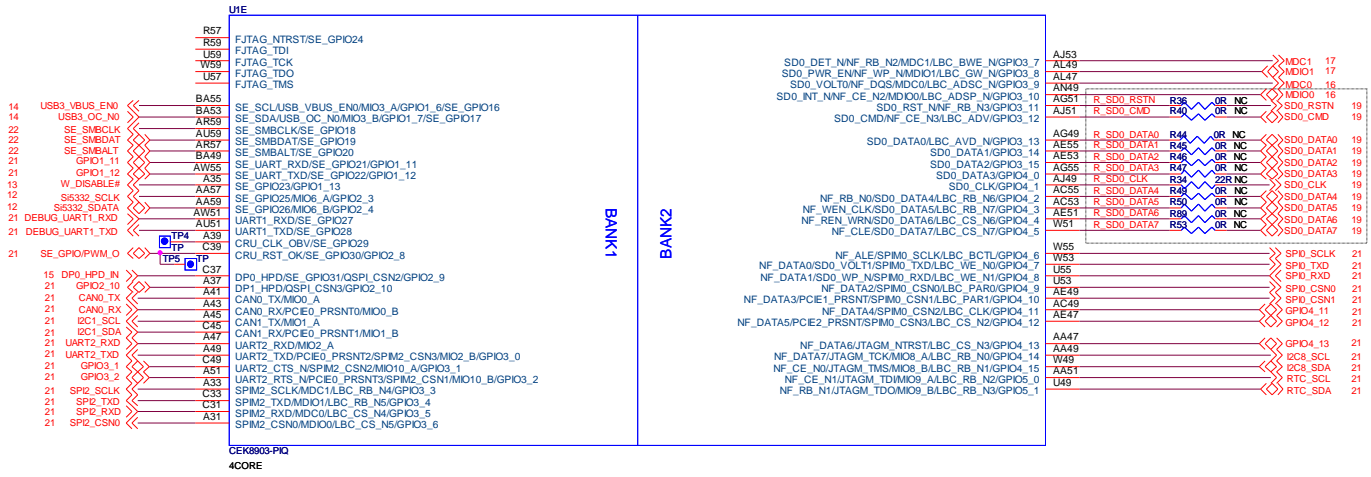 U1E
R57 FJTAG_NTRST/SE_GPIO24
R59 FJTAG_TDI
U59 FJTAG_TCK
W59 FJTAG_TDO
U57 FJTAG_TMS
14 USB3_VBUS_EN0 BA55 SE_SCL/USB_VBUS_EN0/MIO3_A/GPIO1_6/SE_GPIO16
14 USB3_OC_N0 BA53 SE_SDA/USB_OC_N0/MIO3_B/GPIO1_7/SE_GPIO17
22 SE_SMBCLK AR59 SE_SMBCLK/SE_GPIO18
22 SE_SMBDAT AU59 SE_SMBDAT/SE_GPIO19
22 SE_SMBALT AR57 SE_SMBALT/SE_GPIO20
21 GPIO1_11 BA49 SE_UART_RXD/SE_GPIO21/GPIO1_11
21 GPIO1_12 AW55 SE_UART_TXD/SE_GPIO22/GPIO1_12
13 W_DISABLE# A35 SE_GPIO23/GPIO1_13
12 Si5332_SCLK AA57 SE_GPIO25/MIO6_A/GPIO2_3
12 Si5332_SDATA AA59 SE_GPIO26/MIO6_B/GPIO2_4
21 DEBUG_UART1_RXD AW51 UART1_RXD/SE_GPIO27
21 DEBUG_UART1_TXD AU51 UART1_TXD/SE_GPIO28
TP4 TP A39 CRU_CLK_OBV/SE_GPIO29
21 SE_GPIO/PWM_O C39 CRU_RST_OK/SE_GPIO30/GPIO2_8
TP5 TP
15 DP0_HPD_IN C37 DP0_HPD/SE_GPIO31/QSPI_CSN2/GPIO2_9
21 GPIO2_10 A37 DP1_HPD/QSPI_CSN3/GPIO2_10
21 CAN0_TX A41 CAN0_TX/MIO0_A
21 CAN0_RX A43 CAN0_RX/PCIE0_PRSNT0/MIO0_B
21 I2C1_SCL A45 CAN1_TX/MIO1_A
21 I2C1_SDA C45 CAN1_RX/PCIE0_PRSNT1/MIO1_B
21 UART2_RXD A47 UART2_RXD/MIO2_A
21 UART2_TXD A49 UART2_TXD/PCIE0_PRSNT2/SPIM2_CSN3/MIO2_B/GPIO3_0
21 GPIO3_1 C49 UART2_CTS_N/SPIM2_CSN2/MIO10_A/GPIO3_1
21 GPIO3_2 A51 UART2_RTS_N/PCIE0_PRSNT3/SPIM2_CSN1/MIO10_B/GPIO3_2
21 SPI2_SCLK A33 SPIM2_SCLK/MDC1/LBC_RB_N4/GPIO3_3
21 SPI2_TXD C33 SPIM2_TXD/MDIO1/LBC_RB_N5/GPIO3_4
21 SPI2_RXD C31 SPIM2_RXD/MDC0/LBC_CS_N4/GPIO3_5
21 SPI2_CSN0 A31 SPIM2_CSN0/MDIO0/LBC_CS_N5/GPIO3_6
BANK1
BANK2
SD0_DET_N/NF_RB_N2/MDC1/LBC_BWE_N/GPIO3_7 AJ53 MDC1 17
SD0_PWR_EN/NF_WP_N/MDIO1/LBC_GW_N/GPIO3_8 AL49 MDIO1 17
SD0_VOLT0/NF_DQS/MDC0/LBC_ADSC_N/GPIO3_9 AL47 MDC0 16
SD0_INT_N/NF_CE_N2/MDIO0/LBC_ADSP_N/GPIO3_10 AN49 MDIO0 16
SD0_RST_N/NF_RB_N3/GPIO3_11 AG51 R_SD0_RSTN R36 0R NC SD0_RSTN 19
SD0_CMD/NF_CE_N3/LBC_ADV/GPIO3_12 AJ51 R_SD0_CMD R40 0R NC SD0_CMD 19
SD0_DATA0/LBC_AVD_N/GPIO3_13 AG49 R_SD0_DATA0 R44 0R NC SD0_DATA0 19
SD0_DATA1/GPIO3_14 AE55 R_SD0_DATA1 R45 0R NC SD0_DATA1 19
SD0_DATA2/GPIO3_15 AE53 R_SD0_DATA2 R46 0R NC SD0_DATA2 19
SD0_DATA3/GPIO4_0 AG55 R_SD0_DATA3 R47 0R NC SD0_DATA3 19
SD0_CLK/GPIO4_1 AJ49 R_SD0_CLK R34 22R NC SD0_CLK 19
NF_RB_N0/SD0_DATA4/LBC_RB_N6/GPIO4_2 AC55 R_SD0_DATA4 R49 0R NC SD0_DATA4 19
NF_WEN_CLK/SD0_DATA5/LBC_RB_N7/GPIO4_3 AC53 R_SD0_DATA5 R50 0R NC SD0_DATA5 19
NF_REN_WRN/SD0_DATA6/LBC_CS_N6/GPIO4_4 AE51 R_SD0_DATA6 R89 0R NC SD0_DATA6 19
NF_CLE/SD0_DATA7/LBC_CS_N7/GPIO4_5 W51 R_SD0_DATA7 R53 0R NC SD0_DATA7 19
NF_ALE/SPIM0_SCLK/LBC_BCTL/GPIO4_6 W55 SPI0_SCLK 21
NF_DATA0/SD0_VOLT1/SPIM0_TXD/LBC_WE_N0/GPIO4_7 W53 SPI0_TXD 21
NF_DATA1/SD0_WP_N/SPIM0_RXD/LBC_WE_N1/GPIO4_8 U55 SPI0_RXD 21
NF_DATA2/SPIM0_CSN0/LBC_PAR0/GPIO4_9 U53 SPI0_CSN0 21
NF_DATA3/PCIE1_PRSNT/SPIM0_CSN1/LBC_PAR1/GPIO4_10 AE49 SPI0_CSN1 21
NF_DATA4/SPIM0_CSN2/LBC_CLK/GPIO4_11 AC49 GPIO4_11 21
NF_DATA5/PCIE2_PRSNT/SPIM0_CSN3/LBC_CS_N2/GPIO4_12 AE47 GPIO4_12 21
NF_DATA6/JTAGM_NTRST/LBC_CS_N3/GPIO4_13 AA47 GPIO4_13 21
NF_DATA7/JTAGM_TCK/MIO8_A/LBC_RB_N0/GPIO4_14 AA49 I2C8_SCL 21
NF_CE_N0/JTAGM_TMS/MIO8_B/LBC_RB_N1/GPIO4_15 W49 I2C8_SDA 21
NF_CE_N1/JTAGM_TDI/MIO9_A/LBC_RB_N2/GPIO5_0 AA51 RTC_SCL 21
NF_RB_N1/JTAGM_TDO/MIO9_B/LBC_RB_N3/GPIO5_1 U49 RTC_SDA 21
CEK8903-PIQ
4CORE